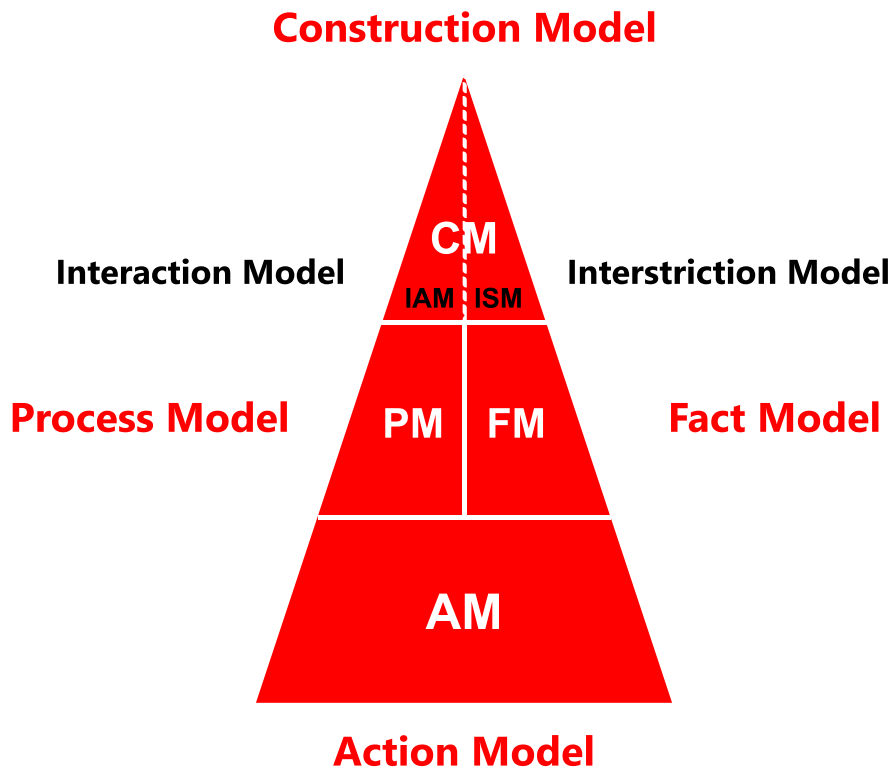 Construction Model
CM
Interaction Model
Interstriction Model
IAM
ISM
Process Model
PM
FM
Fact Model
AM
Action Model